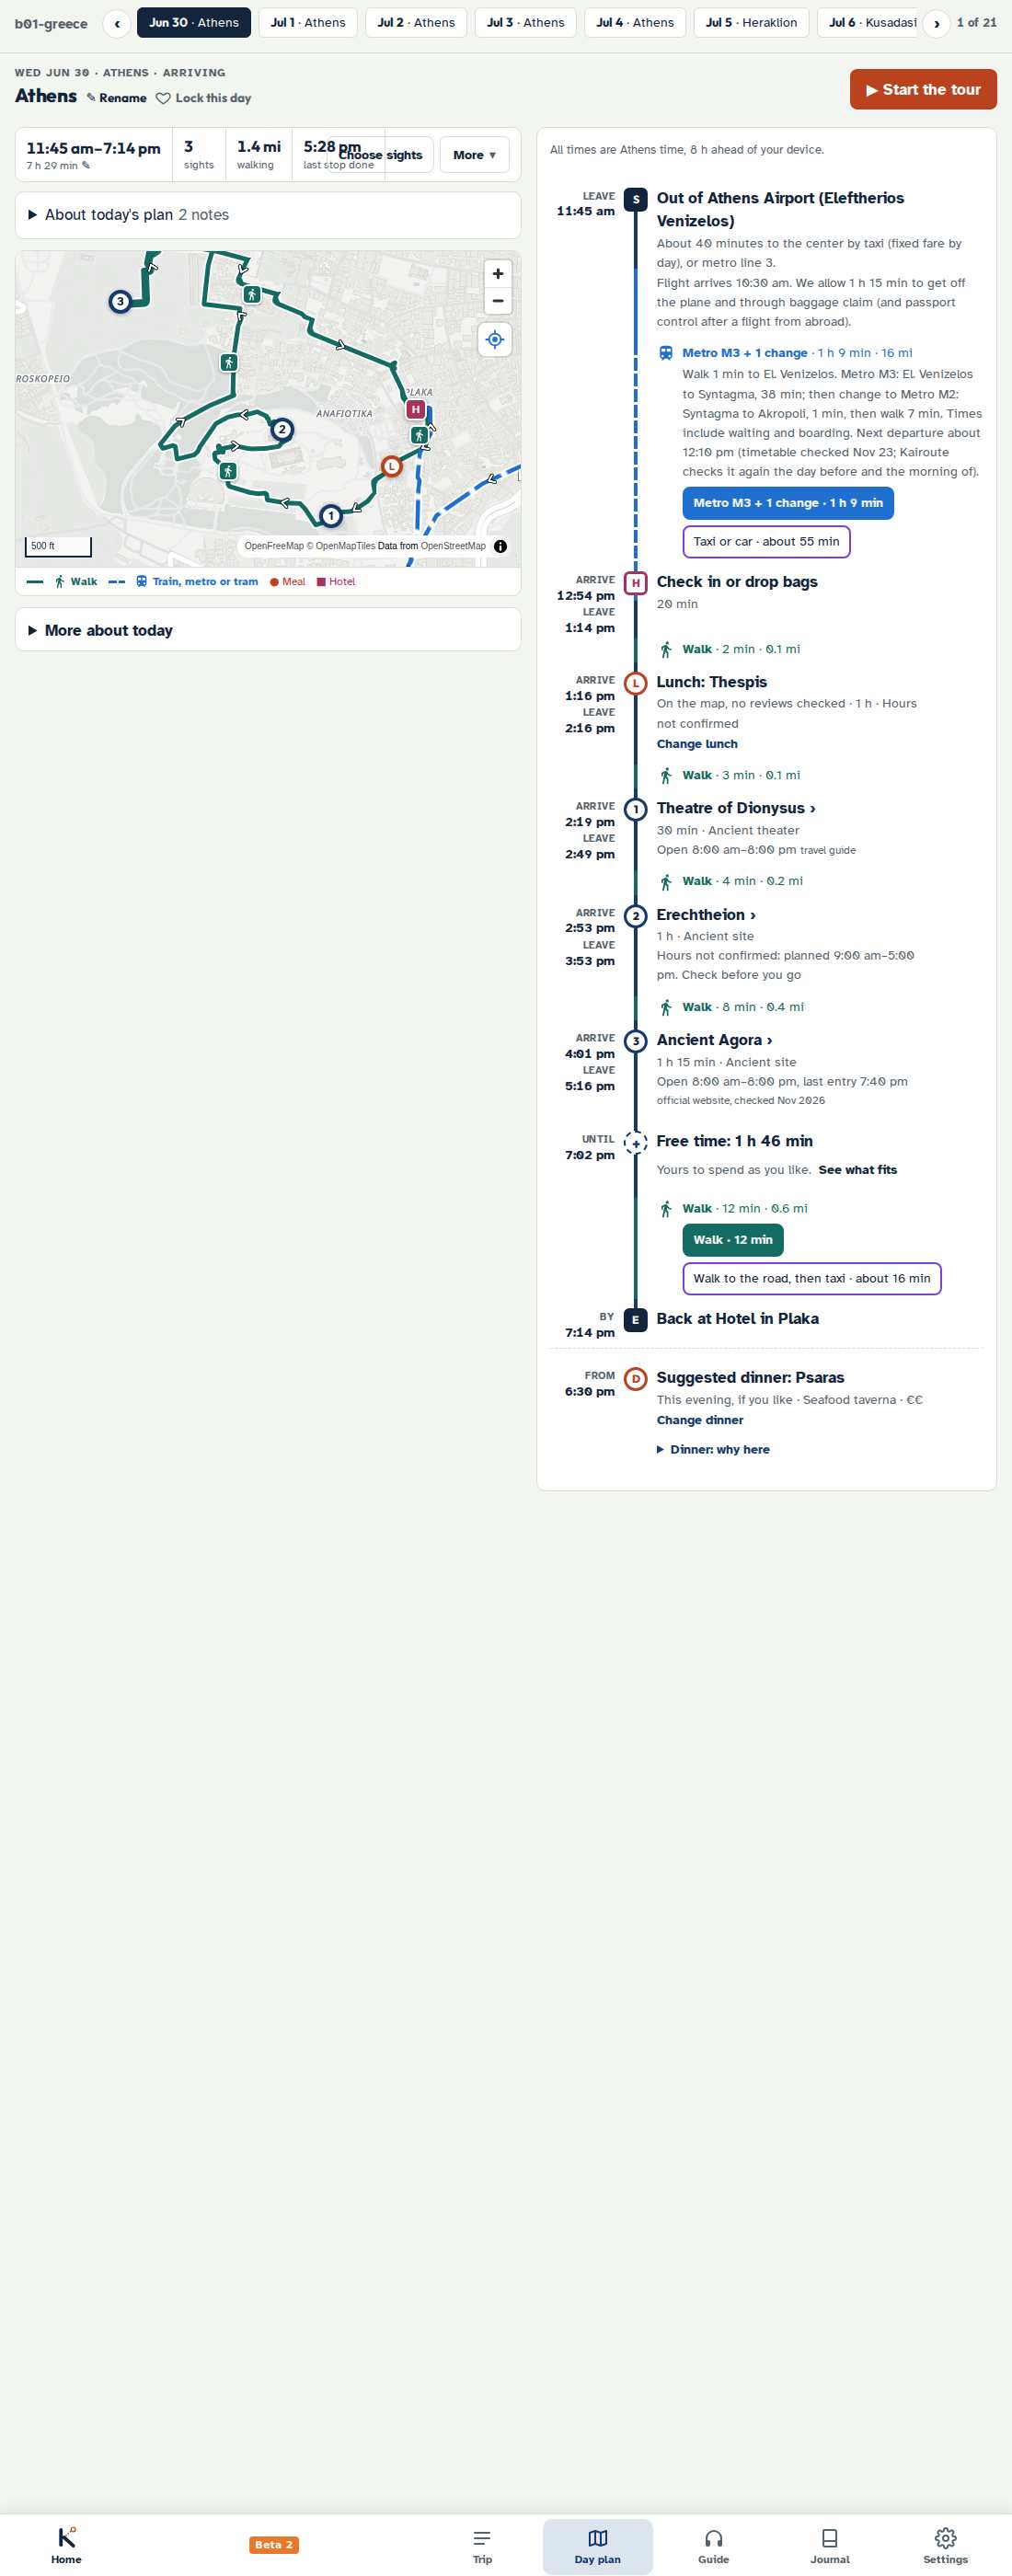 b01-greece
‹
Jun 30 · Athens
Jul 1 · Athens
Jul 2 · Athens
Jul 3 · Athens
Jul 4 · Athens
Jul 5 · Heraklion
Jul 6 · Kusadasi
›
1 of 21
WED JUN 30 · ATHENS · ARRIVING
Athens
✎ Rename
Lock this day
▶ Start the tour
11:45 am–7:14 pm
7 h 29 min ✎
3
sights
1.4 mi
walking
5:28 pm
last stop done
Choose sights
More ▾
▶ About today's plan 2 notes
3
ROSKOPEIO
PLAKA
H
ANAFIOTIKA
2
L
1
+
−
500 ft
OpenFreeMap © OpenMapTiles Data from OpenStreetMap
Walk
Train, metro or tram
Meal
Hotel
▶ More about today
All times are Athens time, 8 h ahead of your device.
LEAVE
11:45 am
S
Out of Athens Airport (Eleftherios
Venizelos)
About 40 minutes to the center by taxi (fixed fare by
day), or metro line 3.
Flight arrives 10:30 am. We allow 1 h 15 min to get off
the plane and through baggage claim (and passport
control after a flight from abroad).
Metro M3 + 1 change · 1 h 9 min · 16 mi
Walk 1 min to El Venizelos. Metro M3: El Venizelos
to Syntagma, 38 min; then change to Metro M2:
Syntagma to Akropoli, 1 min, then walk 7 min. Times
include waiting and boarding. Next departure about
12:10 pm (timetable checked Nov 23; Kairoute
checks it again the day before and the morning of).
Metro M3 + 1 change · 1 h 9 min
Taxi or car · about 55 min
ARRIVE
12:54 pm
LEAVE
1:14 pm
H
Check in or drop bags
20 min
Walk · 2 min · 0.1 mi
ARRIVE
1:16 pm
LEAVE
2:16 pm
L
Lunch: Thespis
On the map, no reviews checked · 1 h · Hours
not confirmed
Change lunch
Walk · 3 min · 0.1 mi
ARRIVE
2:19 pm
LEAVE
2:49 pm
1
Theatre of Dionysus ›
30 min · Ancient theater
Open 8:00 am–8:00 pm travel guide
Walk · 4 min · 0.2 mi
ARRIVE
2:53 pm
LEAVE
3:53 pm
2
Erechtheion ›
1 h · Ancient site
Hours not confirmed: planned 9:00 am–5:00
pm. Check before you go
Walk · 8 min · 0.4 mi
ARRIVE
4:01 pm
LEAVE
5:16 pm
3
Ancient Agora ›
1 h 15 min · Ancient site
Open 8:00 am–8:00 pm, last entry 7:40 pm
official website, checked Nov 2026
UNTIL
7:02 pm
+
Free time: 1 h 46 min
Yours to spend as you like. See what fits
Walk · 12 min · 0.6 mi
Walk · 12 min
Walk to the road, then taxi · about 16 min
BY
7:14 pm
E
Back at Hotel in Plaka
FROM
6:30 pm
D
Suggested dinner: Psaras
This evening, if you like · Seafood taverna · €€
Change dinner
▶ Dinner: why here
Home
Beta 2
Trip
Day plan
Guide
Journal
Settings